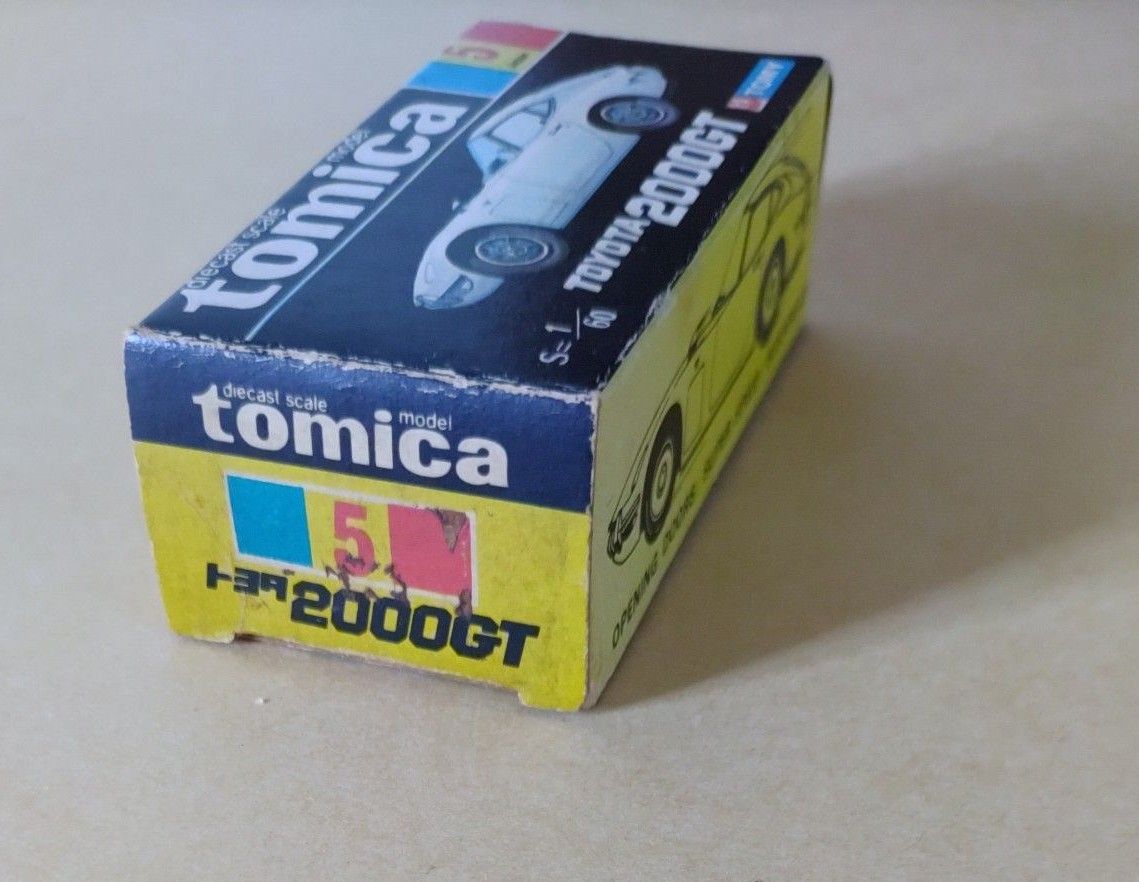 5
diecast scale model
tomica
TOMY
TOYOTA 2000GT
S=1/60
diecast scale model
tomica
5
トヨタ2000GT
OPENING DOORS